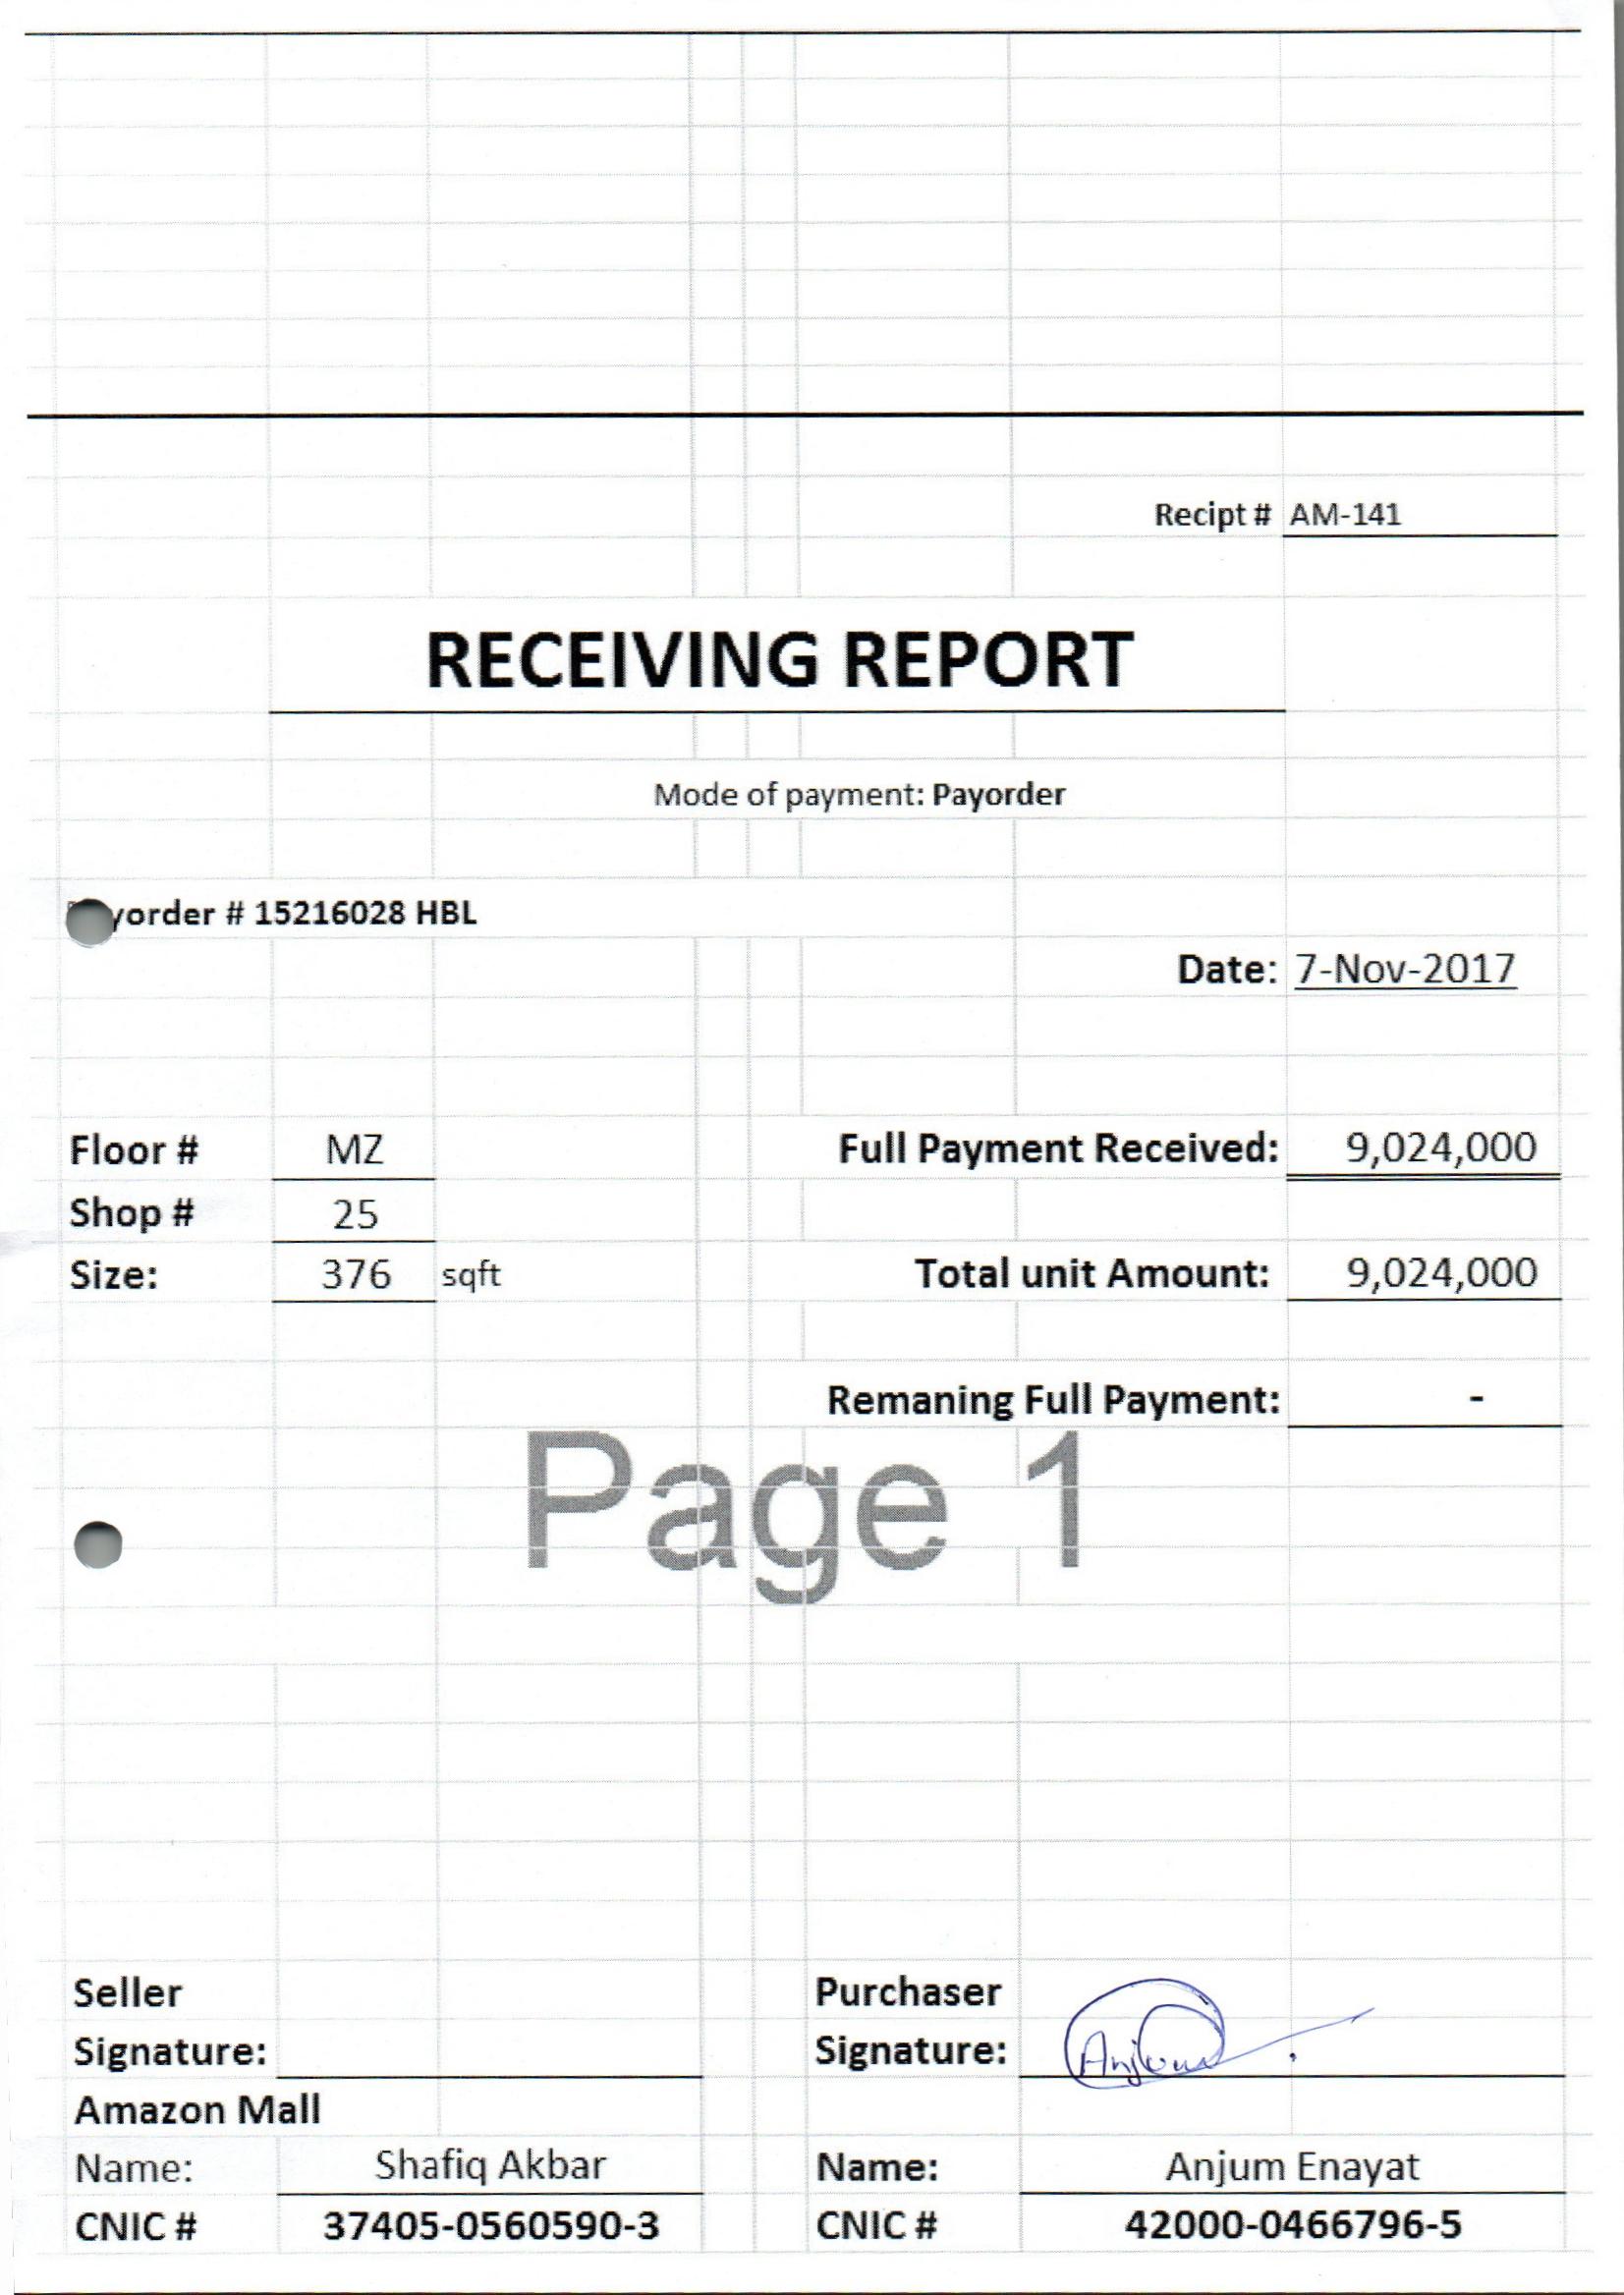 Recipt # AM-141
RECEIVING REPORT
Mode of payment: Payorder
yorder # 15216028 HBL
Date: 7-Nov-2017
Floor # MZ Full Payment Received: 9,024,000
Shop # 25
Size: 376 sqft Total unit Amount: 9,024,000
Remaning Full Payment: -
Page 1
Seller Purchaser
Signature: Signature: Anjum
Amazon Mall
Name: Shafiq Akbar Name: Anjum Enayat
CNIC # 37405-0560590-3 CNIC # 42000-0466796-5